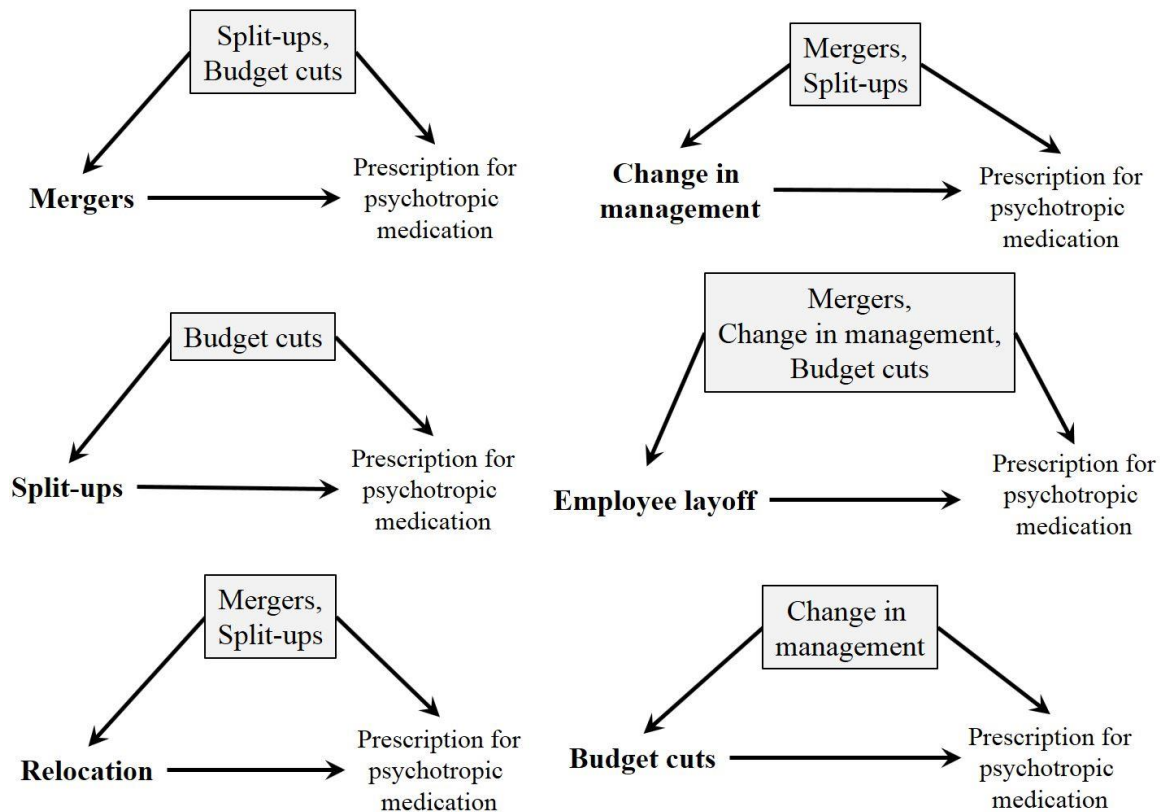 Split-ups,
Budget cuts
Mergers
Prescription for
psychotropic
medication
Mergers,
Split-ups
Change in
management
Prescription for
psychotropic
medication
Budget cuts
Split-ups
Prescription for
psychotropic
medication
Mergers,
Change in management,
Budget cuts
Employee layoff
Prescription for
psychotropic
medication
Mergers,
Split-ups
Relocation
Prescription for
psychotropic
medication
Change in
management
Budget cuts
Prescription for
psychotropic
medication